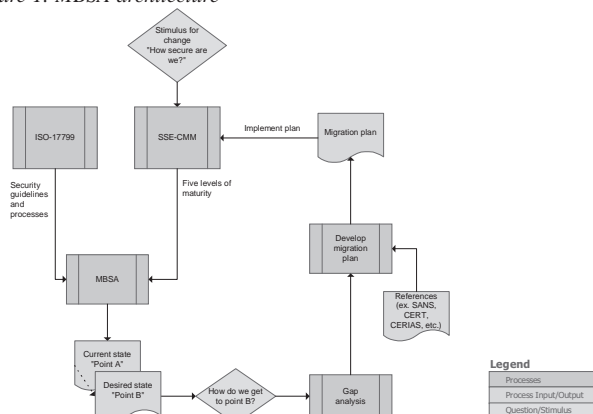 Figure 1. MBSA architecture
Stimulus for
change
"How secure are
we?"
ISO-17799
SSE-CMM
Implement plan
Migration plan
Security
guidelines
and
processes
Five levels of
maturity
Develop
migration
plan
MBSA
References
(ex. SANS,
CERT,
CERIAS, etc.)
Current state
"Point A"
Desired state
"Point B"
How do we get
to point B?
Gap
analysis
Legend
Processes
Process Input/Output
Question/Stimulus